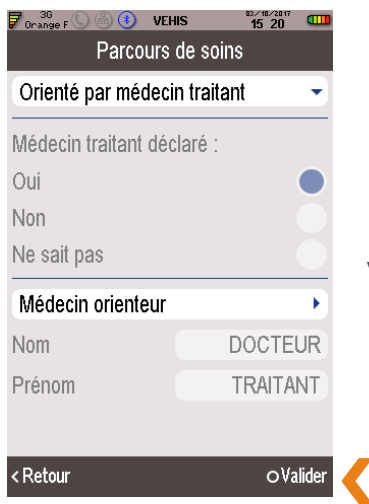 3G
Orange F VEHIS 03/10/2017
15 20
Parcours de soins
Orienté par médecin traitant
Médecin traitant déclaré :
Oui
Non
Ne sait pas
Médecin orienteur
Nom DOCTEUR
Prénom TRAITANT
< Retour Valider